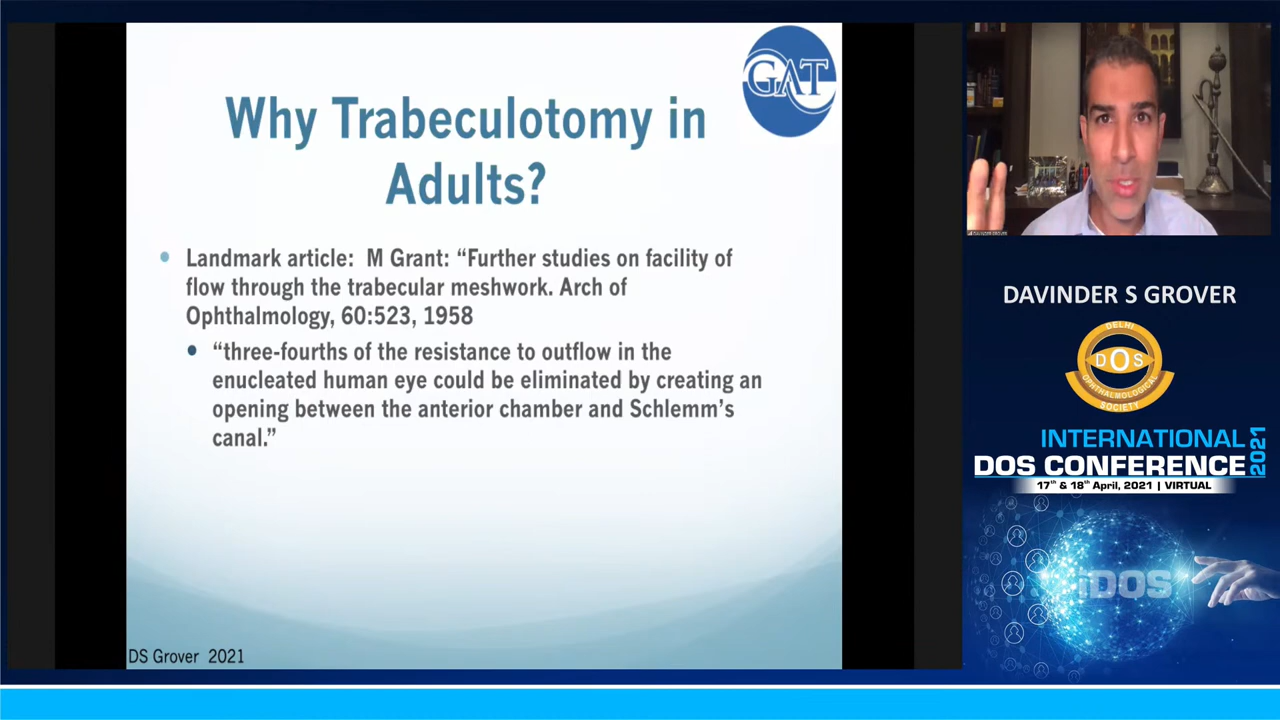 GAT
Why Trabeculotomy in
Adults?
Landmark article: M Grant: “Further studies on facility of
flow through the trabecular meshwork. Arch of
Ophthalmology, 60:523, 1958
“three-fourths of the resistance to outflow in the
enucleated human eye could be eliminated by creating an
opening between the anterior chamber and Schlemm’s
canal.”
DS Grover 2021
DAVINDER S GROVER
DELHI
DOS
OPHTHALMOLOGICAL
SOCIETY
INTERNATIONAL
DOS CONFERENCE
2021
17th & 18th April, 2021 | VIRTUAL
iDOS